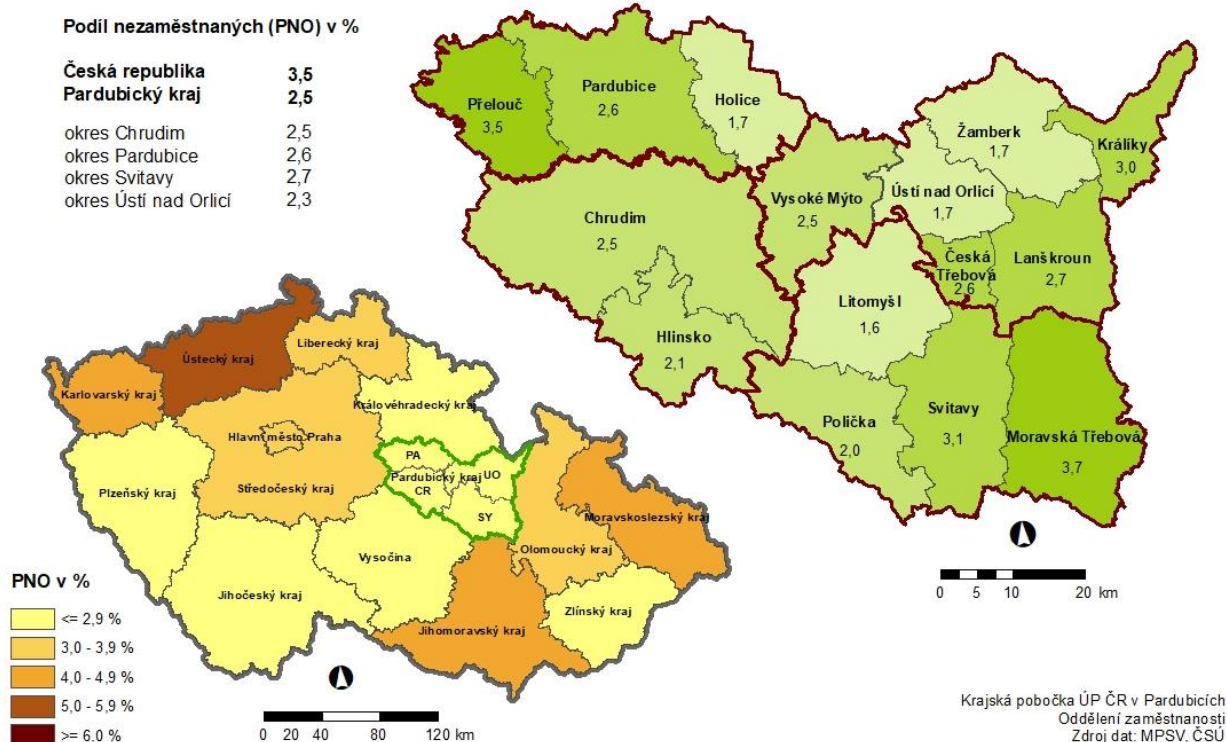 Podíl nezaměstnaných (PNO) v %
Česká republika 3,5
Pardubický kraj 2,5
okres Chrudim 2,5
okres Pardubice 2,6
okres Svitavy 2,7
okres Ústí nad Orlicí 2,3
Přelouč
3,5
Pardubice
2,6
Holice
1,7
Žamberk
1,7
Králíky
3,0
Vysoké Mýto
2,5
Ústí nad Orlicí
1,7
Chrudim
2,5
Česká
Třebová
2,6
Lanškroun
2,7
Litomyšl
1,6
Hlinsko
2,1
Polička
2,0
Svitavy
3,1
Moravská Třebová
3,7
0 5 10 20 km
Ústecký kraj
Liberecký kraj
Karlovarský kraj
Královéhradecký kraj
Hlavní město Praha
Středočeský kraj
PA
UO
Pardubický kraj
CR
SY
Plzeňský kraj
Moravskoslezský kraj
Olomoucký kraj
Vysočina
Jihočeský kraj
Zlínský kraj
Jihomoravský kraj
PNO v %
<= 2,9 %
3,0 - 3,9 %
4,0 - 4,9 %
5,0 - 5,9 %
>= 6,0 %
0 20 40 80 120 km
Krajská pobočka ÚP ČR v Pardubicích
Oddělení zaměstnanosti
Zdroj dat: MPSV, ČSÚ